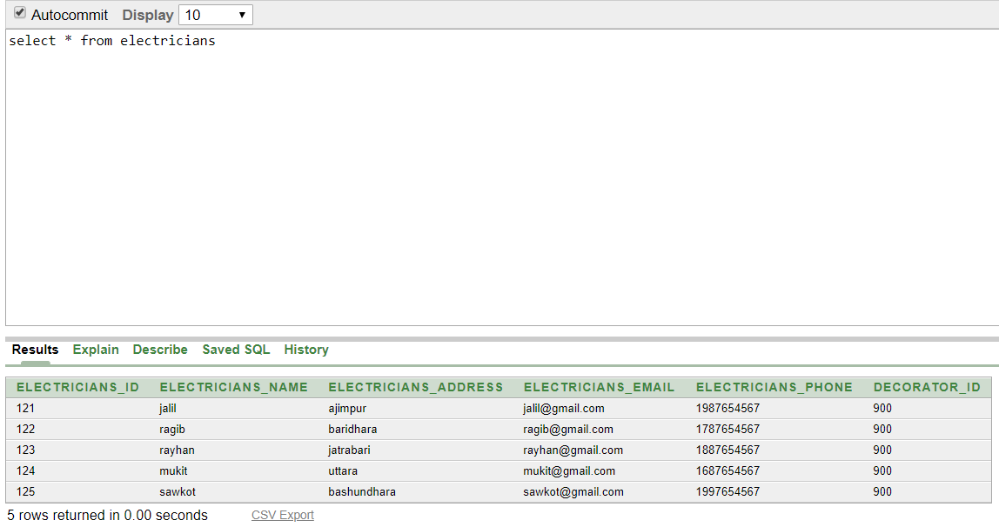 Autocommit Display 10
select * from electricians
Results Explain Describe Saved SQL History
ELECTRICIANS_ID ELECTRICIANS_NAME ELECTRICIANS_ADDRESS ELECTRICIANS_EMAIL ELECTRICIANS_PHONE DECORATOR_ID
121 jalil ajimpur jalil@gmail.com 1987654567 900
122 ragib baridhara ragib@gmail.com 1787654567 900
123 rayhan jatrabari rayhan@gmail.com 1887654567 900
124 mukit uttara mukit@gmail.com 1687654567 900
125 sawkot bashundhara sawkot@gmail.com 1997654567 900
5 rows returned in 0.00 seconds CSV Export